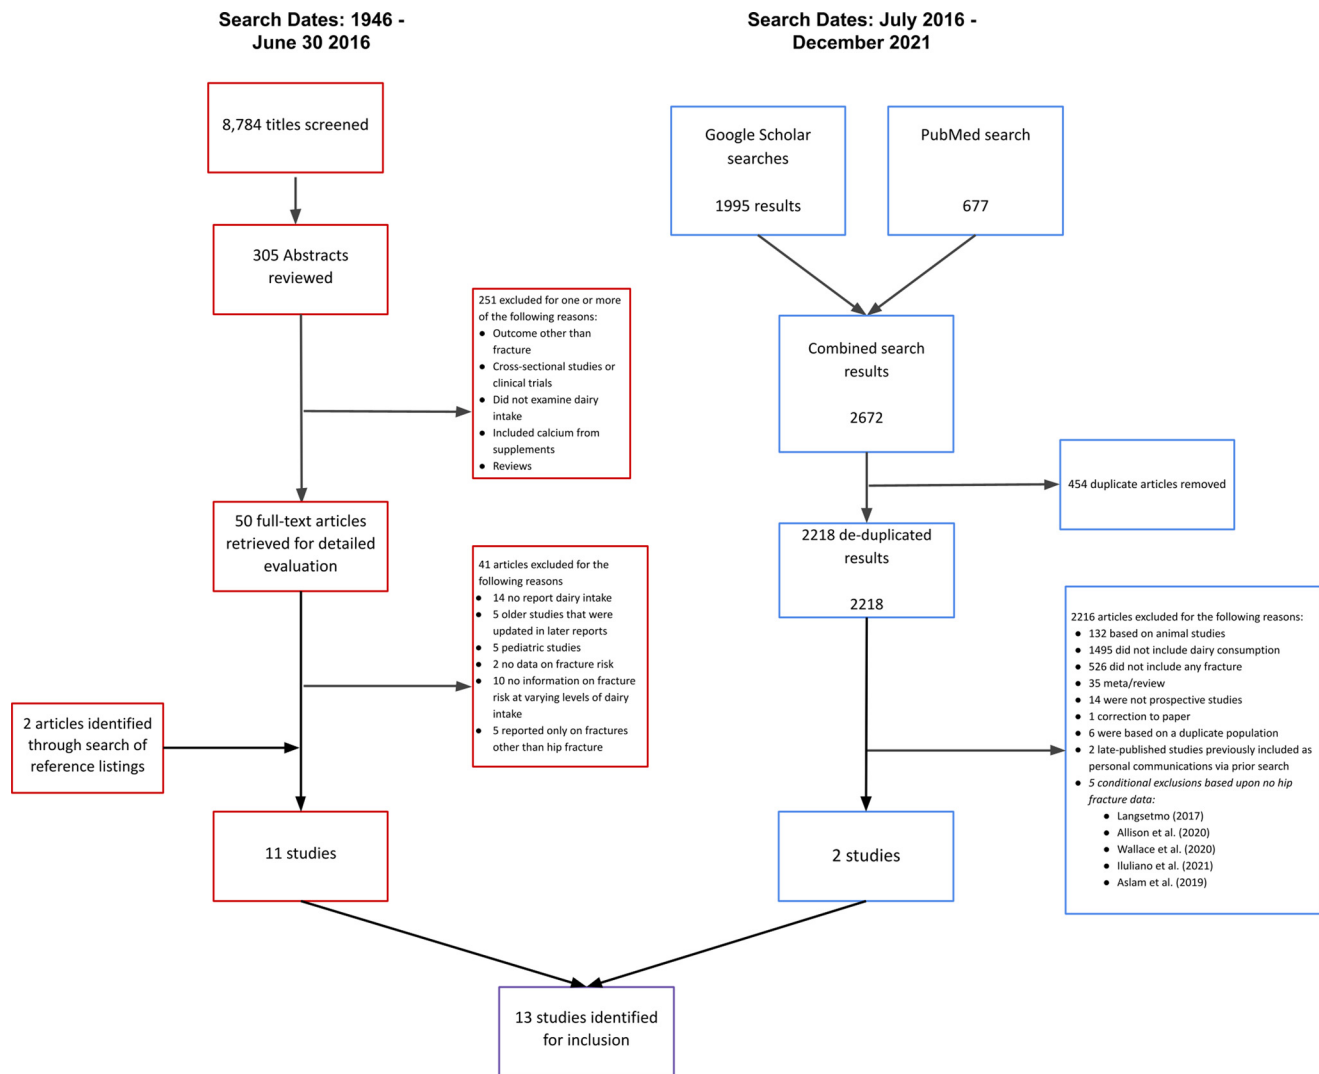 Search Dates: 1946 -
June 30 2016
8,784 titles screened
305 Abstracts
reviewed
251 excluded for one or more
of the following reasons:
● Outcome other than
fracture
● Cross-sectional studies or
clinical trials
● Did not examine dairy
intake
● Included calcium from
supplements
● Reviews
50 full-text articles
retrieved for detailed
evaluation
41 articles excluded for the
following reasons
● 14 no report dairy intake
● 5 older studies that were
updated in later reports
● 5 pediatric studies
● 2 no data on fracture risk
● 10 no information on fracture
risk at varying levels of dairy
intake
● 5 reported only on fractures
other than hip fracture
2 articles identified
through search of
reference listings
11 studies
Search Dates: July 2016 -
December 2021
Google Scholar
searches
1995 results
PubMed search
677
Combined search
results
2672
454 duplicate articles removed
2218 de-duplicated
results
2218
2216 articles excluded for the following reasons:
● 132 based on animal studies
● 1495 did not include dairy consumption
● 526 did not include any fracture
● 35 meta/review
● 14 were not prospective studies
● 1 correction to paper
● 6 were based on a duplicate population
● 2 late-published studies previously included as
personal communications via prior search
● 5 conditional exclusions based upon no hip
fracture data:
● Langsetmo (2017)
● Allison et al. (2020)
● Wallace et al. (2020)
● Iluliano et al. (2021)
● Aslam et al. (2019)
2 studies
13 studies identified
for inclusion